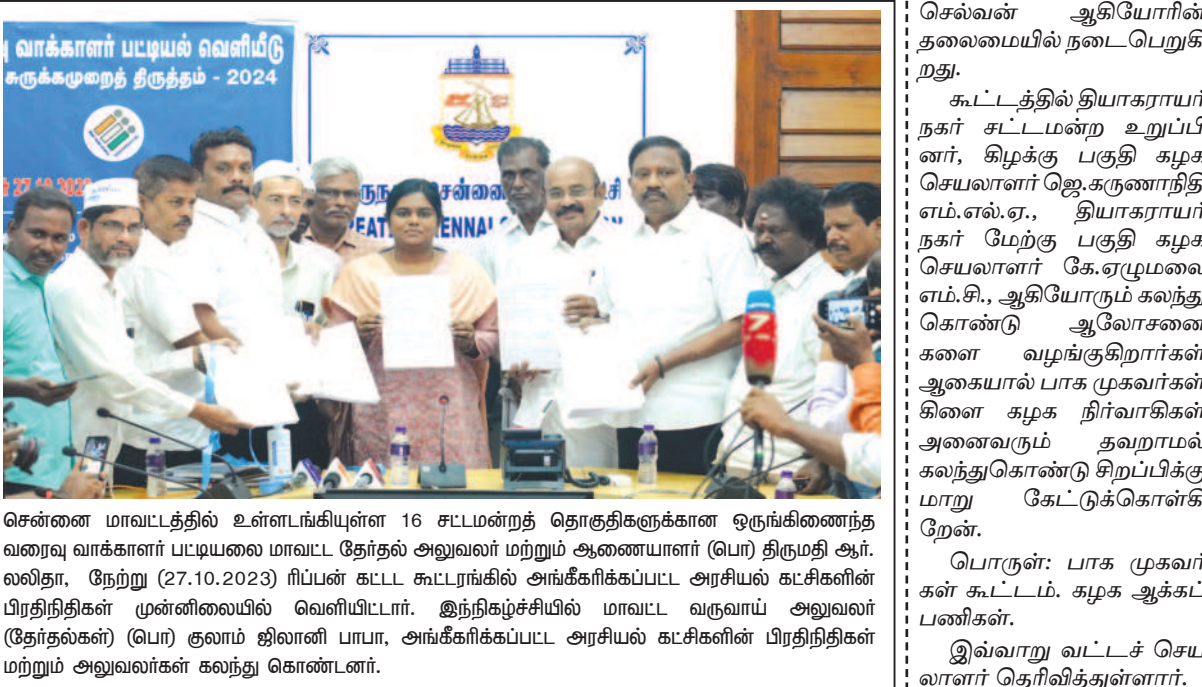 வு வாக்காளர் பட்டியல் வெளியீடு
சுருக்கமுறைத் திருத்தம் - 2024
27.10.202
சென்னை
சென்னை மாவட்டத்தில் உள்ளடங்கியுள்ள 16 சட்டமன்றத் தொகுதிகளுக்கான ஒருங்கிணைந்த
வரைவு வாக்காளர் பட்டியலை மாவட்ட தேர்தல் அலுவலர் மற்றும் ஆணையாளர் (பொ) திருமதி ஆர்.
லலிதா, நேற்று (27.10.2023) ரிப்பன் கட்டட கூட்டரங்கில் அங்கீகரிக்கப்பட்ட அரசியல் கட்சிகளின்
பிரதிநிதிகள் முன்னிலையில் வெளியிட்டார். இந்நிகழ்ச்சியில் மாவட்ட வருவாய் அலுவலர்
(தேர்தல்கள்) (பொ) குலாம் ஜிலானி பாபா, அங்கீகரிக்கப்பட்ட அரசியல் கட்சிகளின் பிரதிநிதிகள்
மற்றும் அலுவலர்கள் கலந்து கொண்டனர்.
செல்வன் ஆகியோரின்
தலைமையில் நடைபெறுகி
றது.
கூட்டத்தில் தியாகராயர்
நகர் சட்டமன்ற உறுப்பி
னர், கிழக்கு பகுதி கழக
செயலாளர் ஜெ.கருணாநிதி
எம்.எல்.ஏ., தியாகராயர்
நகர் மேற்கு பகுதி கழக
செயலாளர் கே.ஏழுமலை
எம்.சி., ஆகியோரும் கலந்து
கொண்டு ஆலோசனை
களை வழங்குகிறார்கள்
ஆகையால் பாக முகவர்கள்
கிளை கழக நிர்வாகிகள்
அனைவரும் தவறாமல்
கலந்துகொண்டு சிறப்பிக்கு
மாறு கேட்டுக்கொள்கி
றேன்.
பொருள்: பாக முகவர்
கள் கூட்டம். கழக ஆக்கப்
பணிகள்.
இவ்வாறு வட்டச் செய
லாளர் தெரிவித்துள்ளார்.